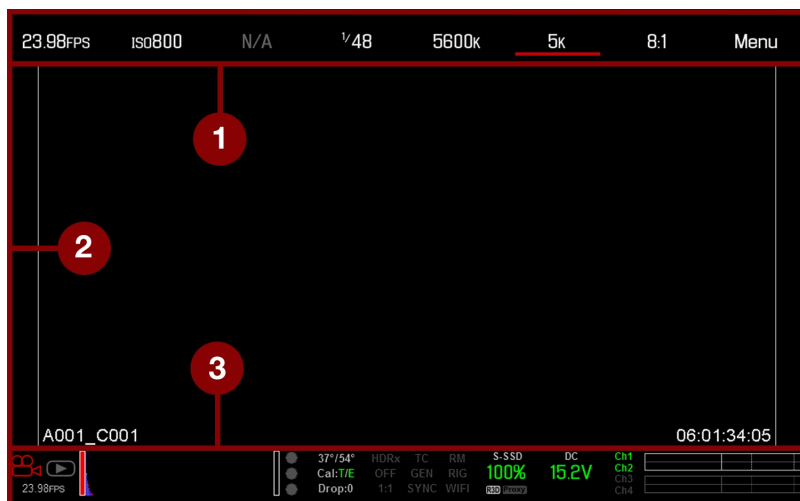 23.98FPS ISO800 N/A 1/48 5600K 5K 8:1 Menu
1
2
3
A001_C001 06:01:34:05
37°/54° HDRx TC RM S-SSD DC Ch1
Cal:T/E OFF GEN RIG 100% 15.2V Ch2
Drop:0 1:1 SYNC WIFI R3D Proxy Ch3
23.98FPS Ch4